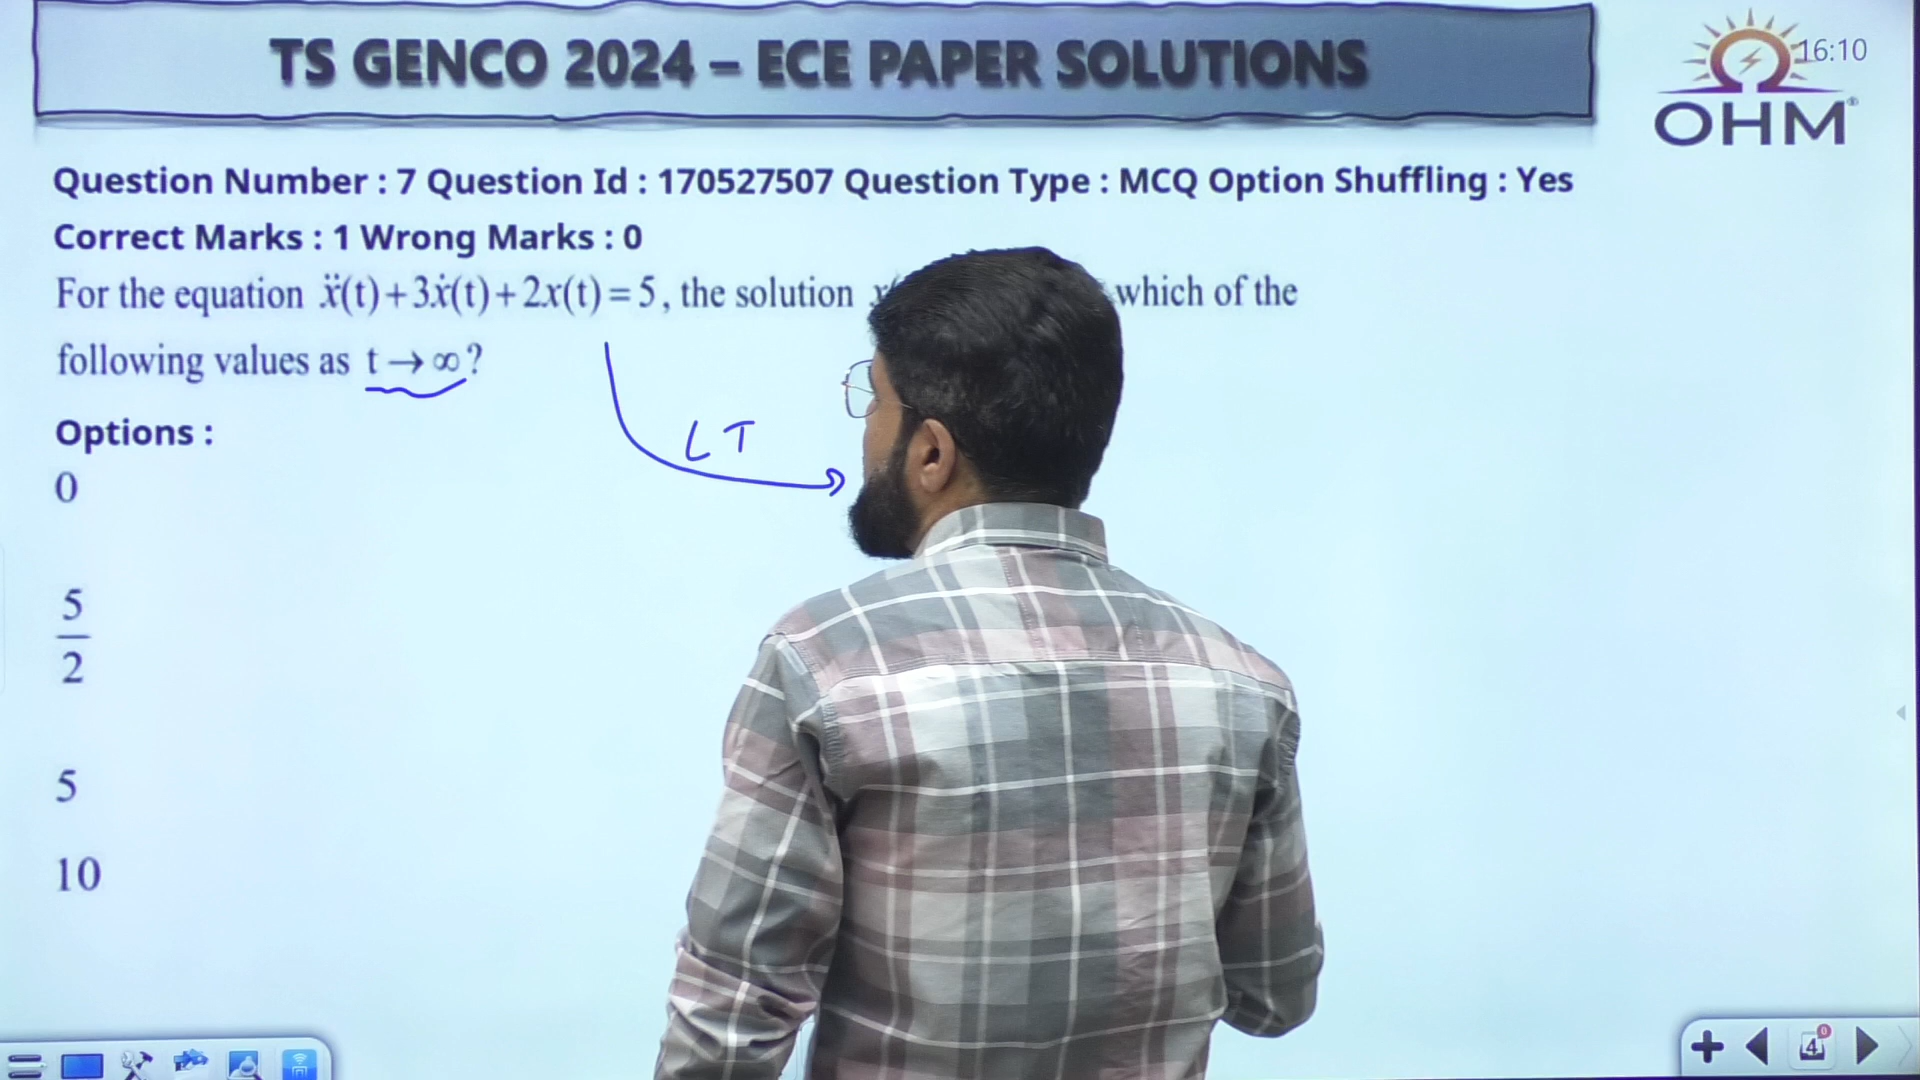 TS GENCO 2024 – ECE PAPER SOLUTIONS
16:10
OHM®
Question Number : 7 Question Id : 170527507 Question Type : MCQ Option Shuffling : Yes
Correct Marks : 1 Wrong Marks : 0
For the equation ẍ(t)+3ẋ(t)+2x(t)=5, the solution which of the
following values as t→∞?
LT
Options :
0
5/2
5
10
4
0